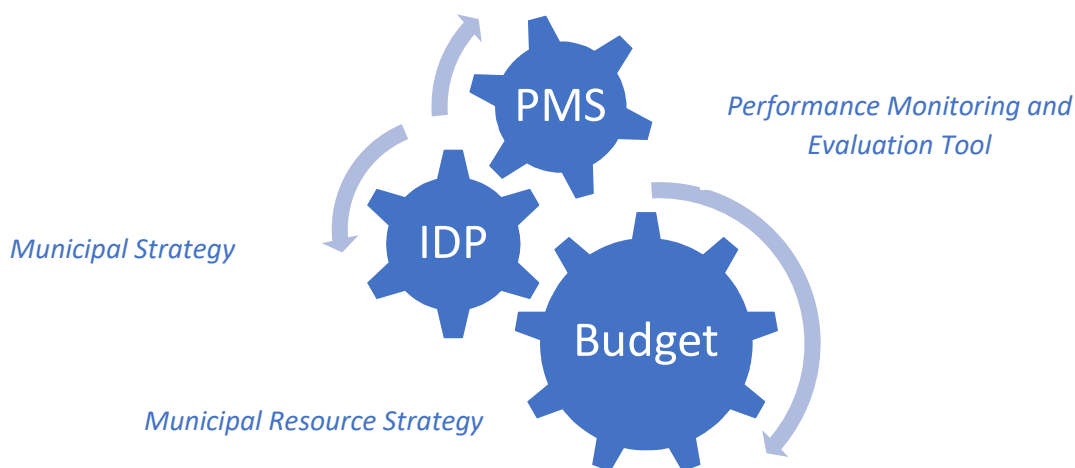 PMS
Performance Monitoring and
Evaluation Tool
IDP
Municipal Strategy
Budget
Municipal Resource Strategy